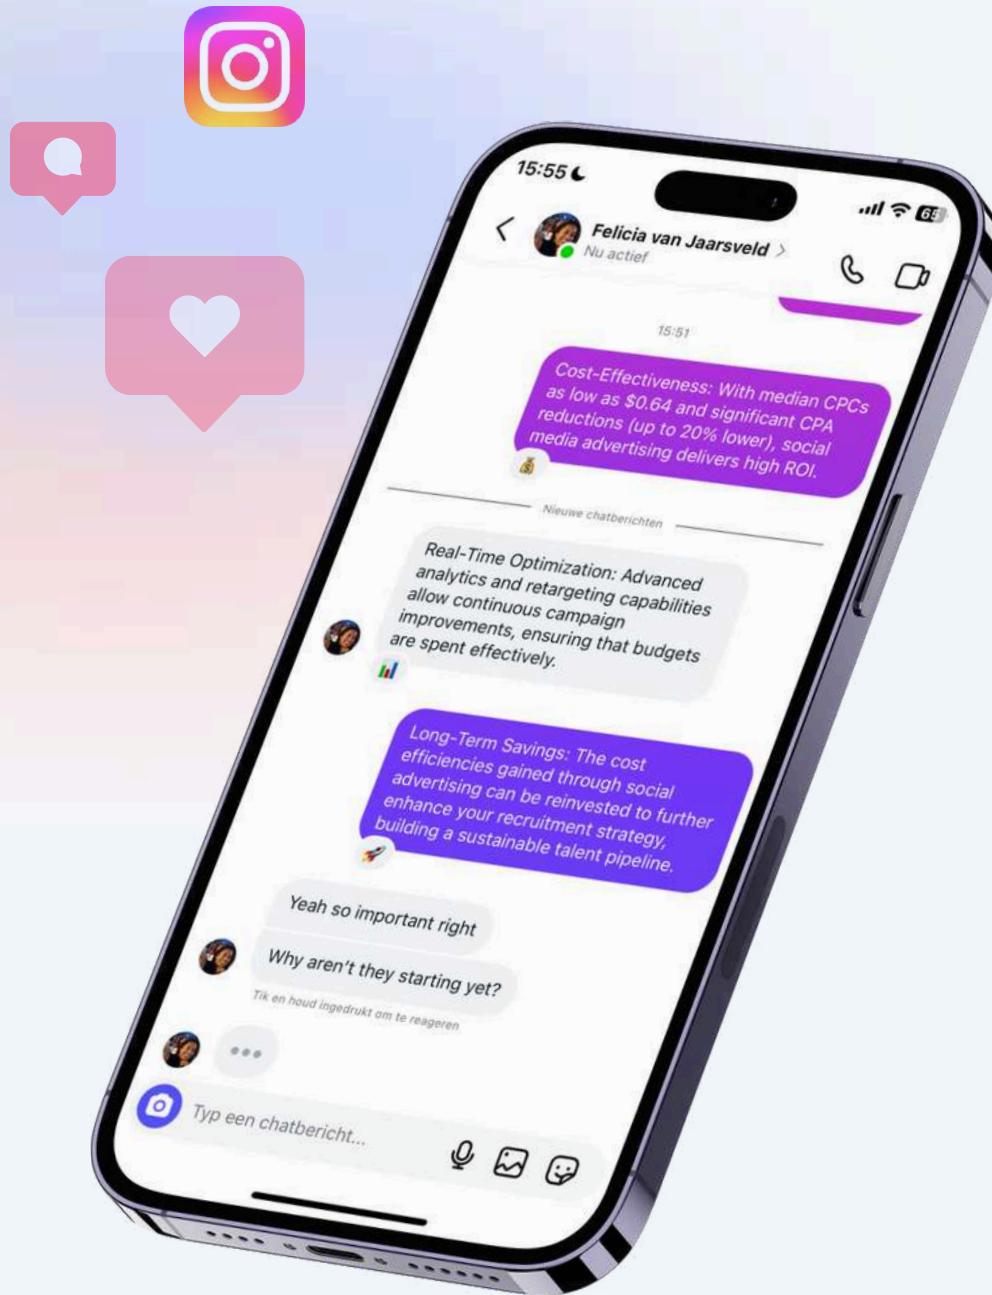 15:55
65
Felicia van Jaarsveld
Nu actief
15:51
Cost-Effectiveness: With median CPCs
as low as $0.64 and significant CPA
reductions (up to 20% lower), social
media advertising delivers high ROI.
Nieuwe chatberichten
Real-Time Optimization: Advanced
analytics and retargeting capabilities
allow continuous campaign
improvements, ensuring that budgets
are spent effectively.
Long-Term Savings: The cost
efficiencies gained through social
advertising can be reinvested to further
enhance your recruitment strategy,
building a sustainable talent pipeline.
Yeah so important right
Why aren't they starting yet?
Tik en houd ingedrukt om te reageren
Typ een chatbericht...